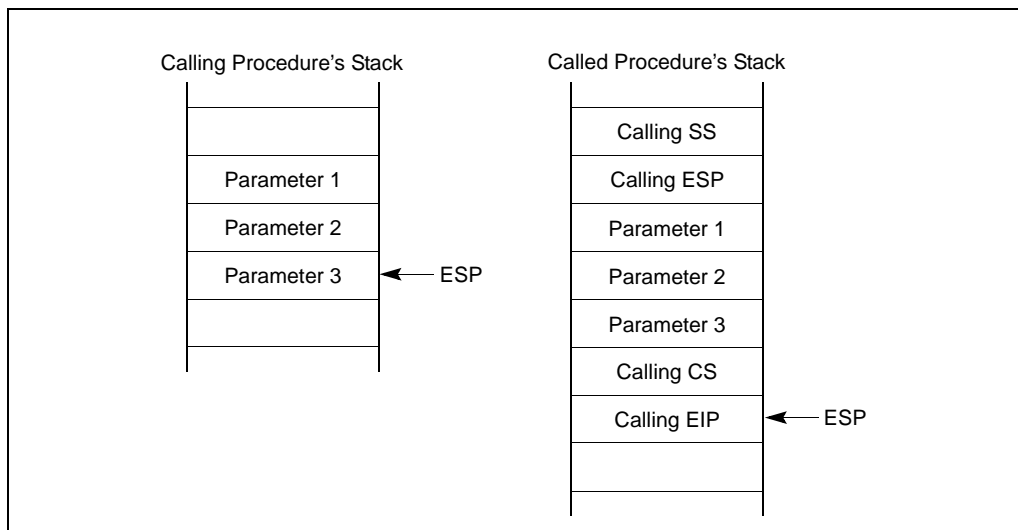 Calling Procedure's Stack
Parameter 1
Parameter 2
Parameter 3
ESP
Called Procedure's Stack
Calling SS
Calling ESP
Parameter 1
Parameter 2
Parameter 3
Calling CS
Calling EIP
ESP